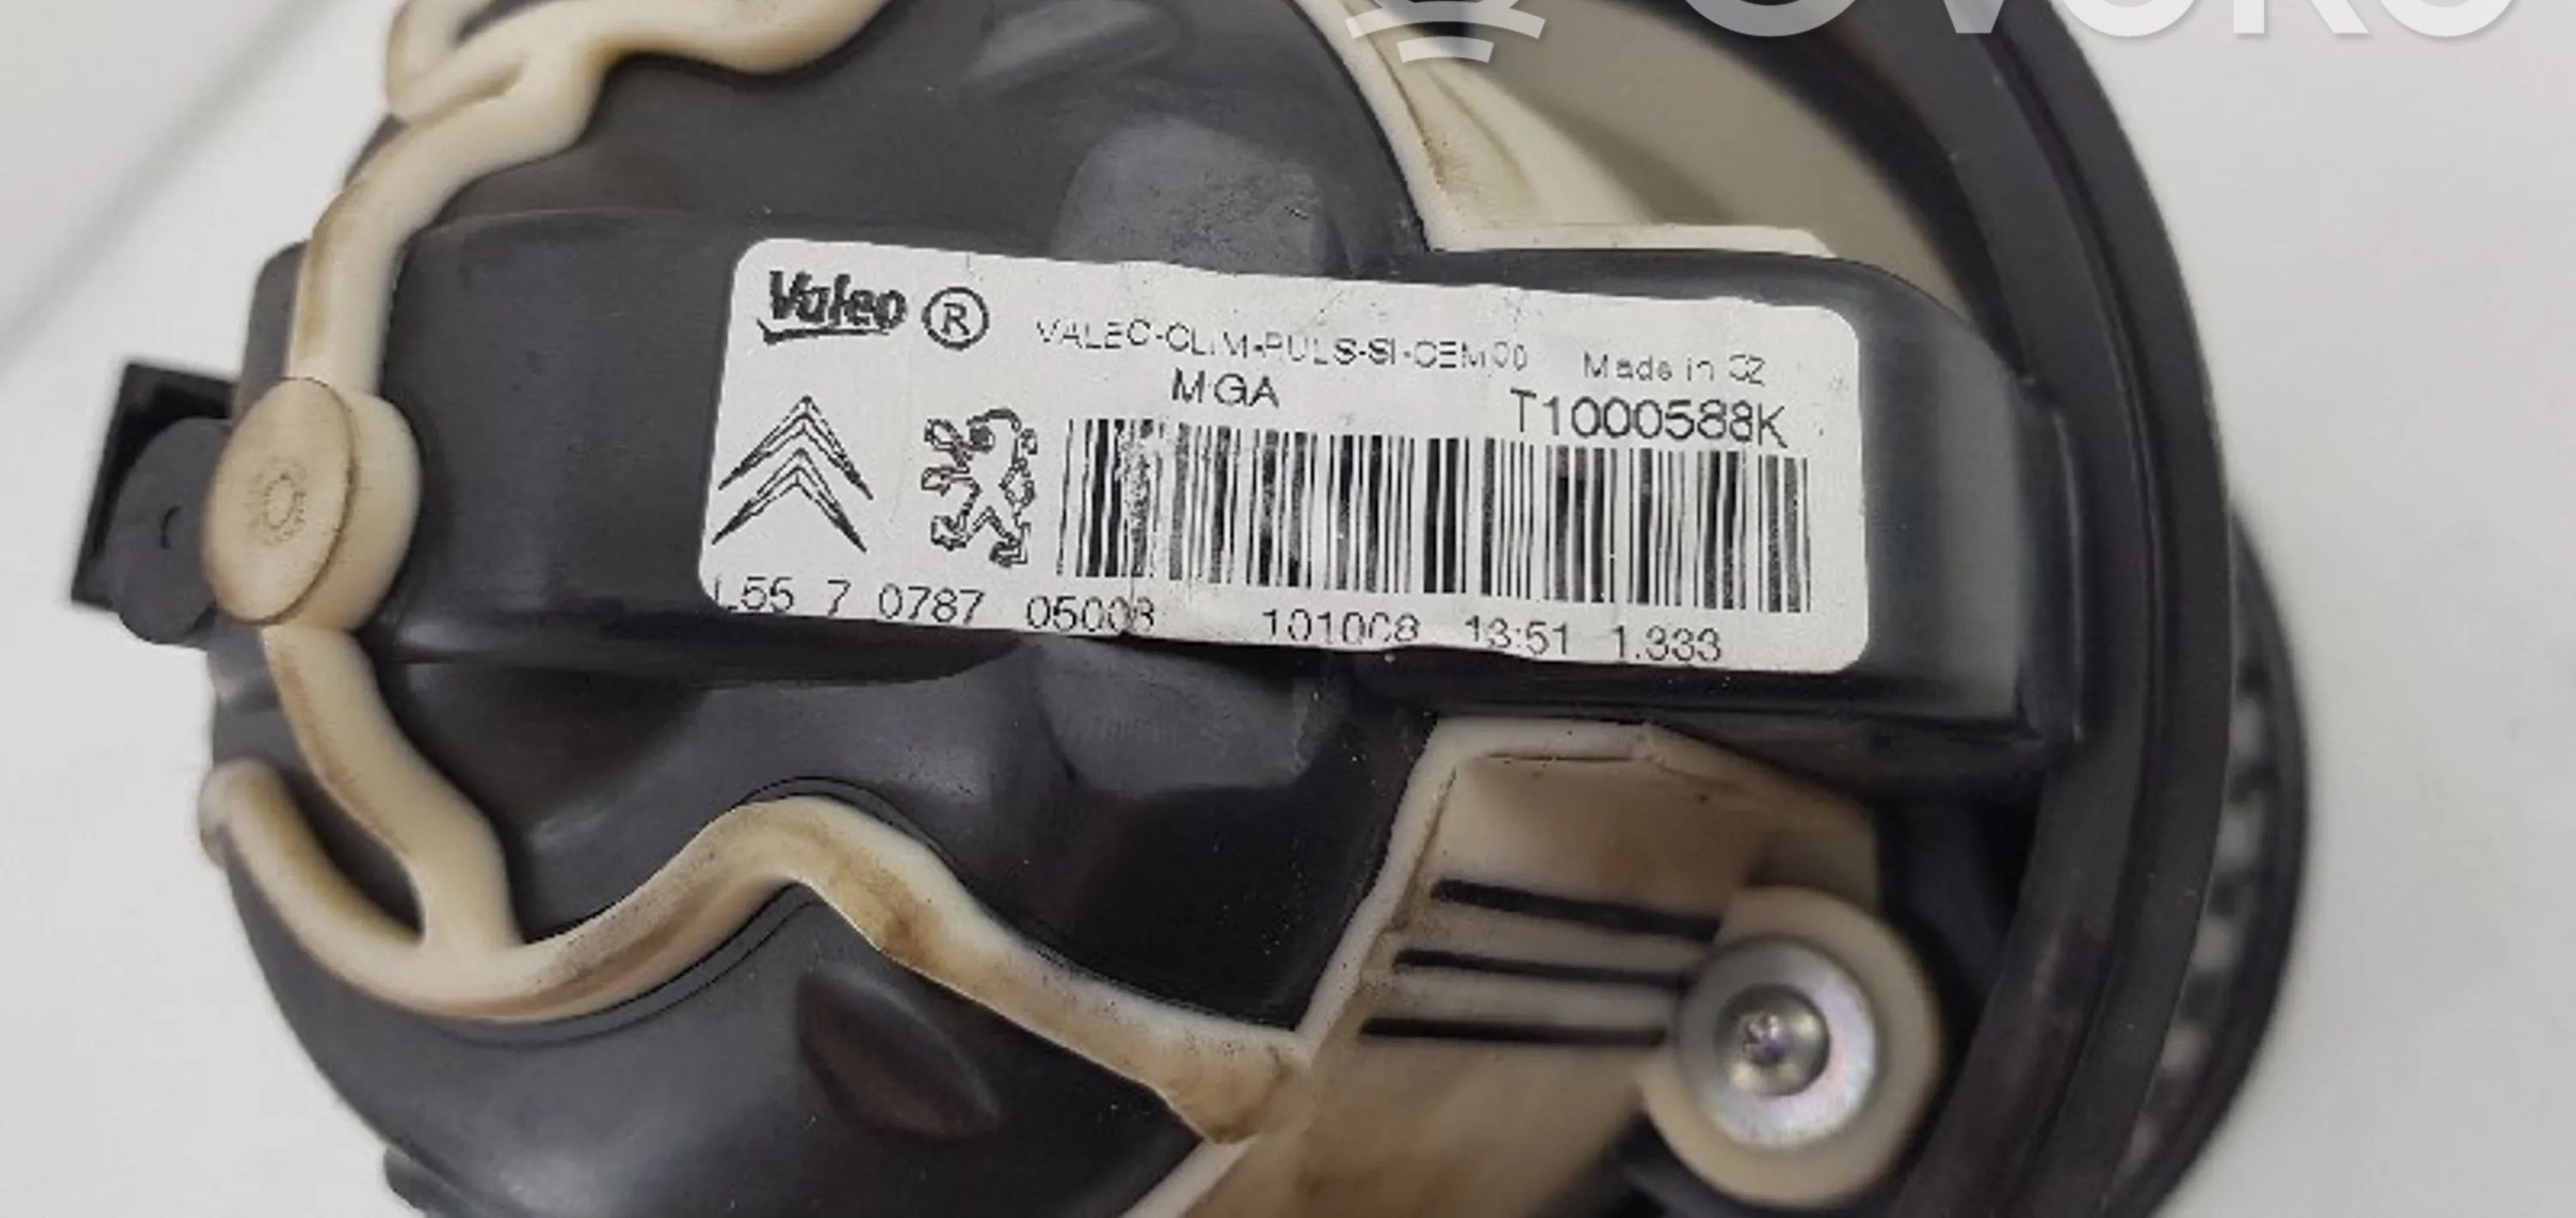 OVOKO
Valeo ®
VALEO-CLIM-PULS-SI-CEM00 Made in CZ
MGA
T1000588K
L55 7 0787 05008 101008 13:51 1.333